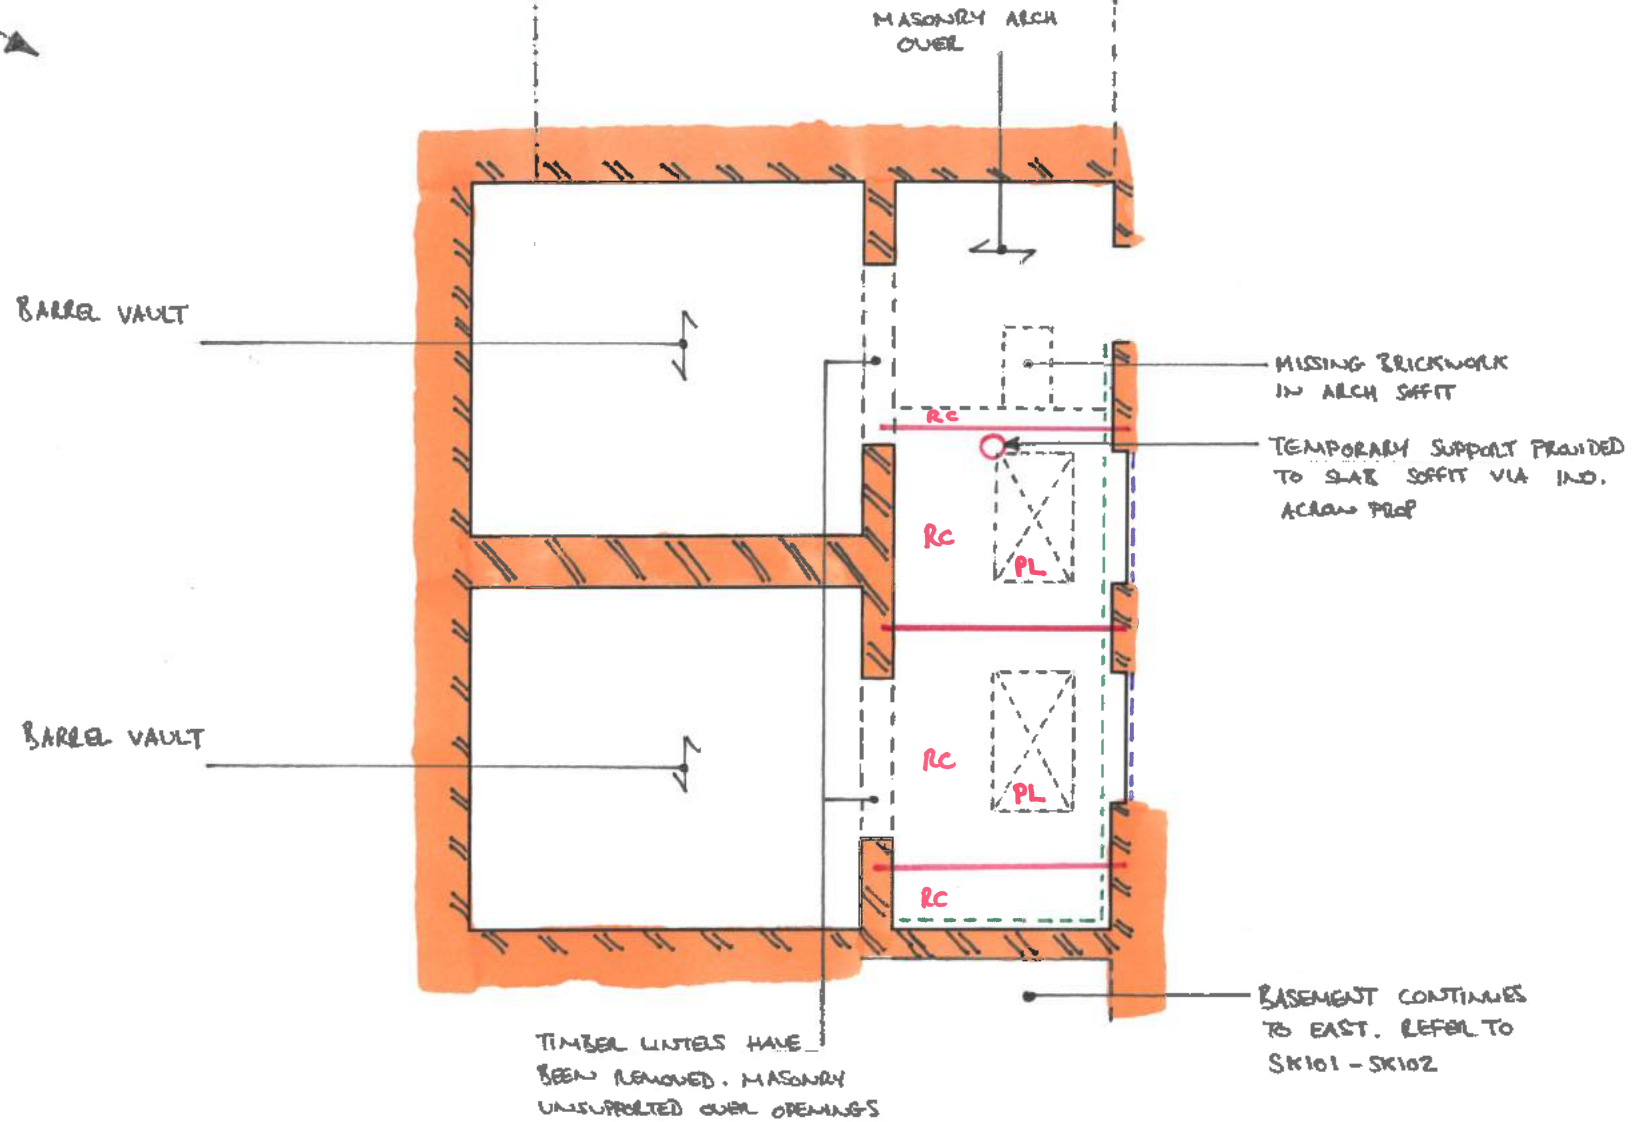 MASONRY ARCH
OVER
BARREL VAULT
MISSING BRICKWORK
IN ARCH SOFFIT
RC
TEMPORARY SUPPORT PROVIDED
TO SLAB SOFFIT VIA 1NO.
ACROW PROP
RC
PL
BARREL VAULT
RC
PL
RC
BASEMENT CONTINUES
TO EAST. REFER TO
SK101 - SK102
TIMBER LINTELS HAVE
BEEN REMOVED. MASONRY
UNSUPPORTED OVER OPENINGS